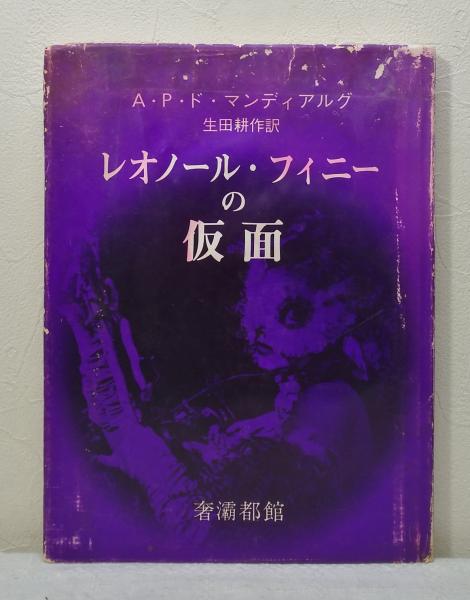 A・P・ド・マンディアルグ
生田耕作訳
レオノール・フィニー
の
仮面
奢灞都館